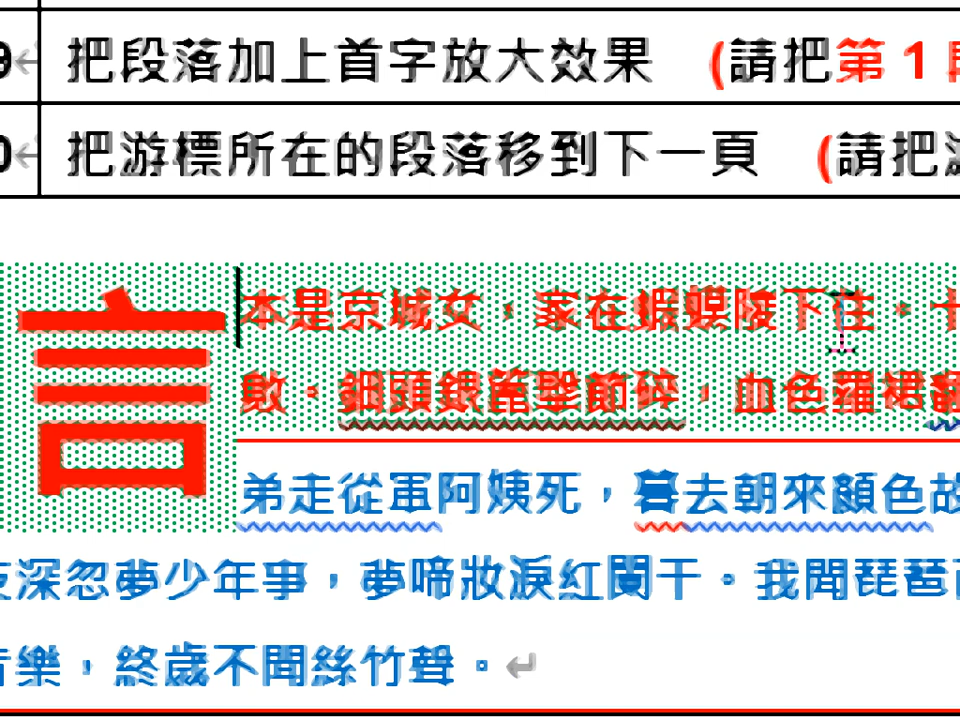 把段落加上首字放大效果 (請把第 1
把游標所在的段落移到下一頁 (請把
言
本是京城女，家在蝦蟆陵下住。十
數。鈿頭銀篦擊節碎，血色羅裙翻
弟走從軍阿姨死，暮去朝來顏色故
深忽夢少年事，夢啼妝淚紅闌干。我聞琵琶
樂，終歲不聞絲竹聲。